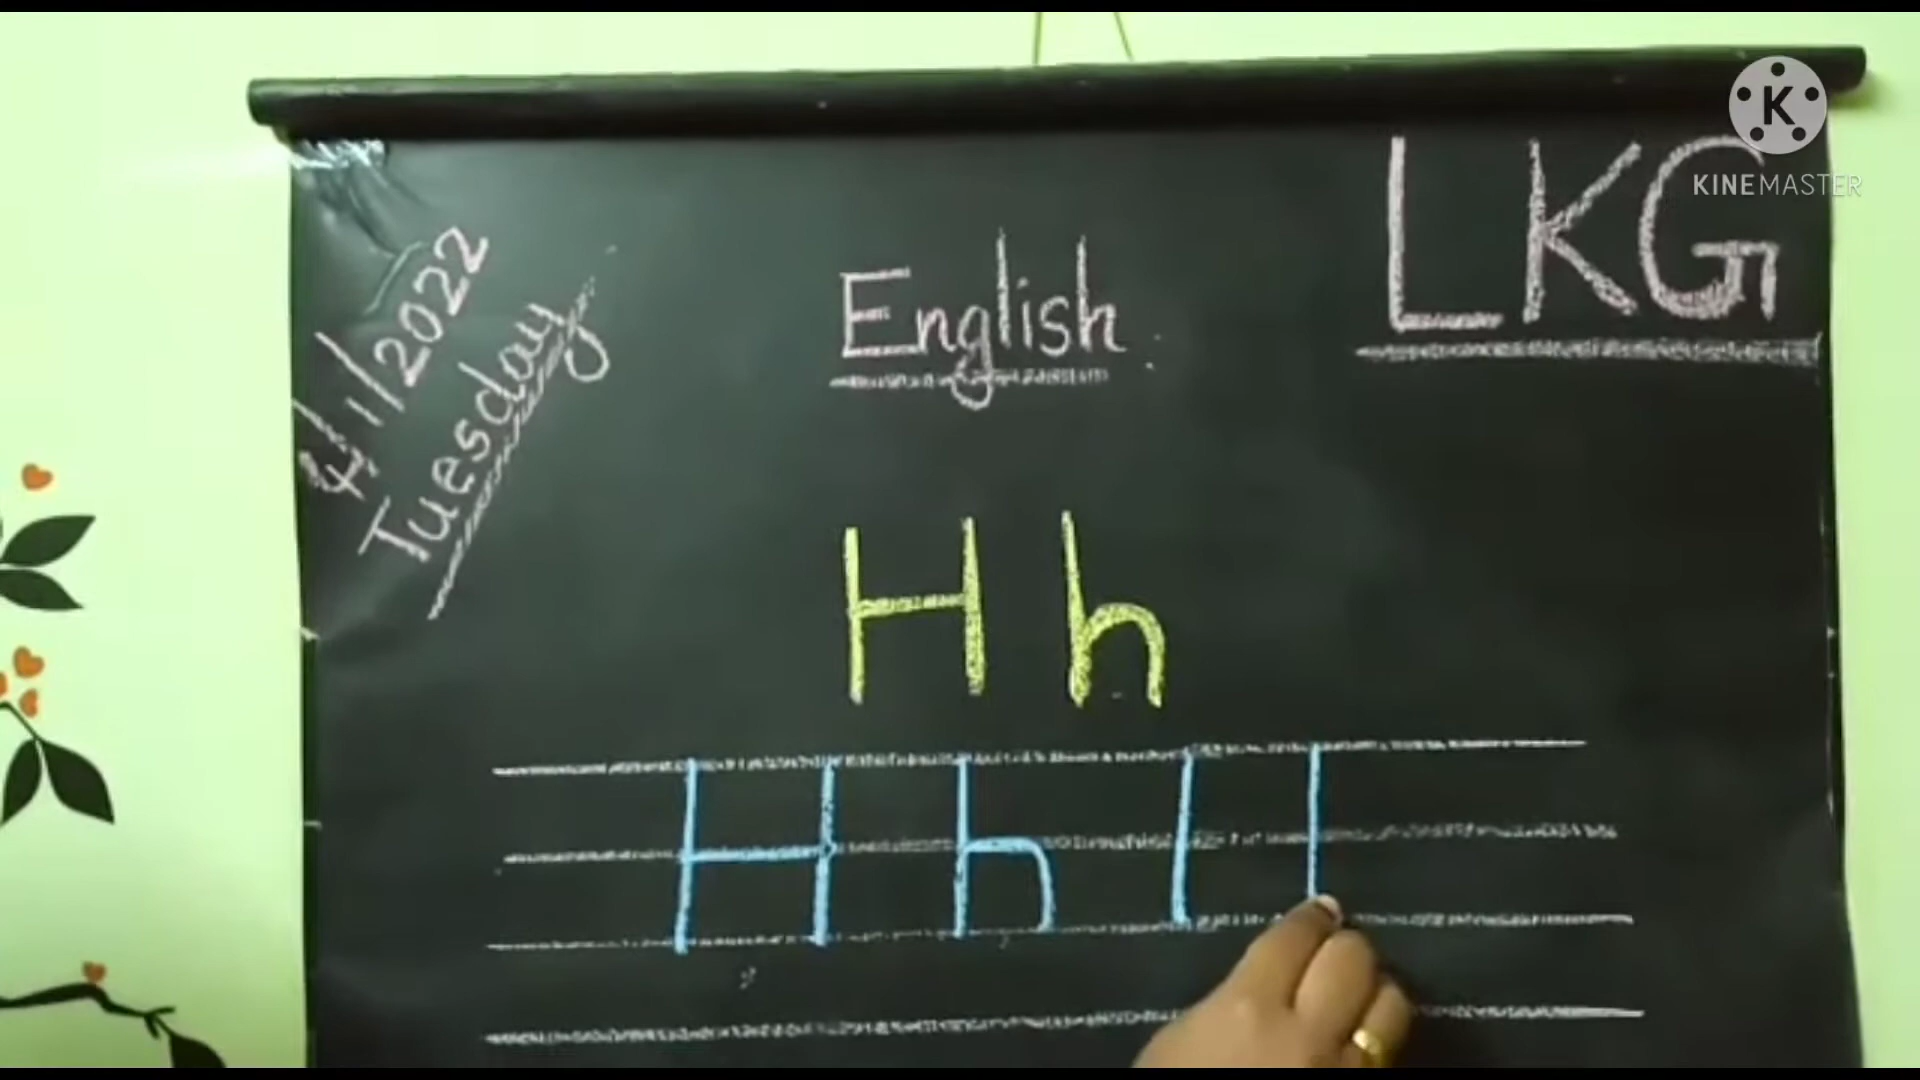 4/1/2022
Tuesday
English
LKG
K
KINEMASTER
H h
H h